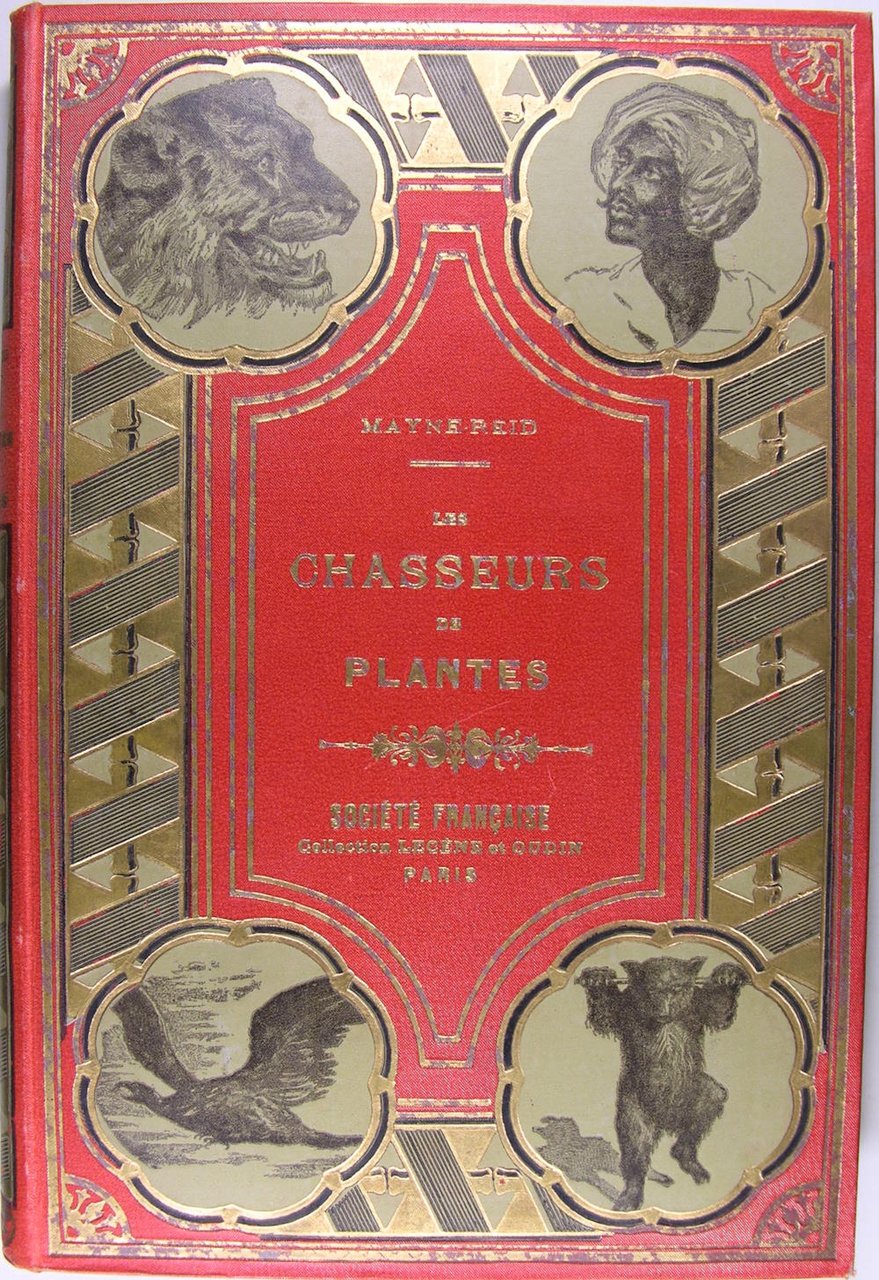 MAYNE-REID
LES
CHASSEURS
DE
PLANTES
SOCIÉTÉ FRANÇAISE
Collection LECÈNE et OUDIN
PARIS